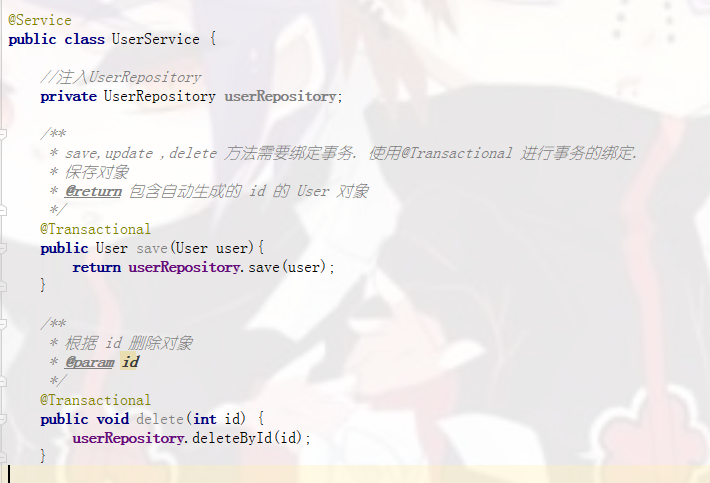 @Service
public class UserService {
//注入UserRepository
private UserRepository userRepository;
/**
* save,update ,delete 方法需要绑定事务. 使用@Transactional 进行事务的绑定.
* 保存对象
* @return 包含自动生成的 id 的 User 对象
*/
@Transactional
public User save(User user){
return userRepository.save(user);
}
/**
* 根据 id 删除对象
* @param id
*/
@Transactional
public void delete(int id) {
userRepository.deleteById(id);
}